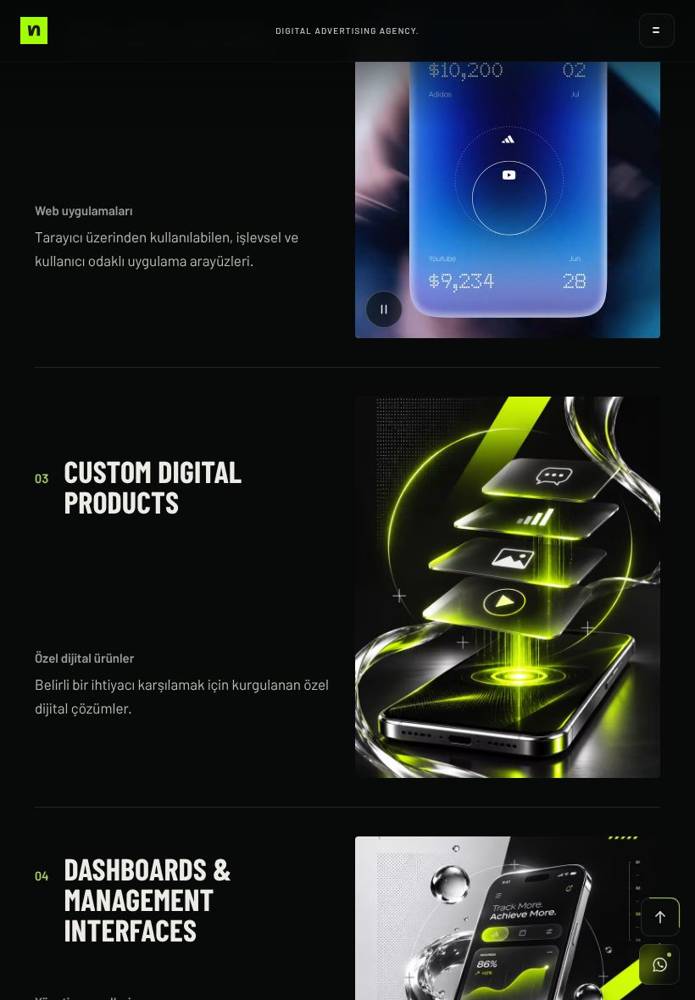 DIGITAL ADVERTISING AGENCY.
$10,200
02
Adidas
Jul
Web uygulamaları
Tarayıcı üzerinden kullanılabilen, işlevsel ve
kullanıcı odaklı uygulama arayüzleri.
Youtube
Jun
$9,234
28
03
CUSTOM DIGITAL
PRODUCTS
Özel dijital ürünler
Belirli bir ihtiyacı karşılamak için kurgulanan özel
dijital çözümler.
04
DASHBOARDS &
MANAGEMENT
INTERFACES
9:41
Track More.
Achieve More.
86%